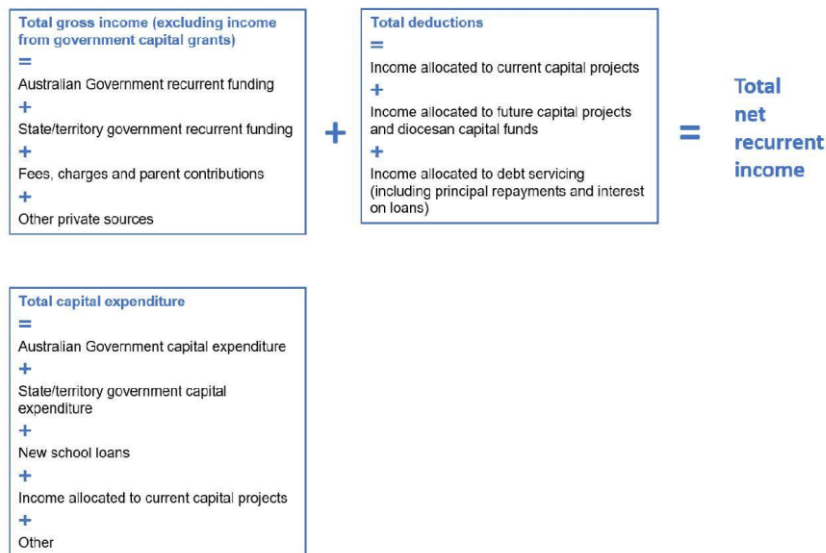 Total gross income (excluding income
from government capital grants)
=
Australian Government recurrent funding
+
State/territory government recurrent funding
+
Fees, charges and parent contributions
+
Other private sources
+
Total deductions
=
Income allocated to current capital projects
+
Income allocated to future capital projects
and diocesan capital funds
+
Income allocated to debt servicing
(including principal repayments and interest
on loans)
=
Total
net
recurrent
income
Total capital expenditure
=
Australian Government capital expenditure
+
State/territory government capital
expenditure
+
New school loans
+
Income allocated to current capital projects
+
Other